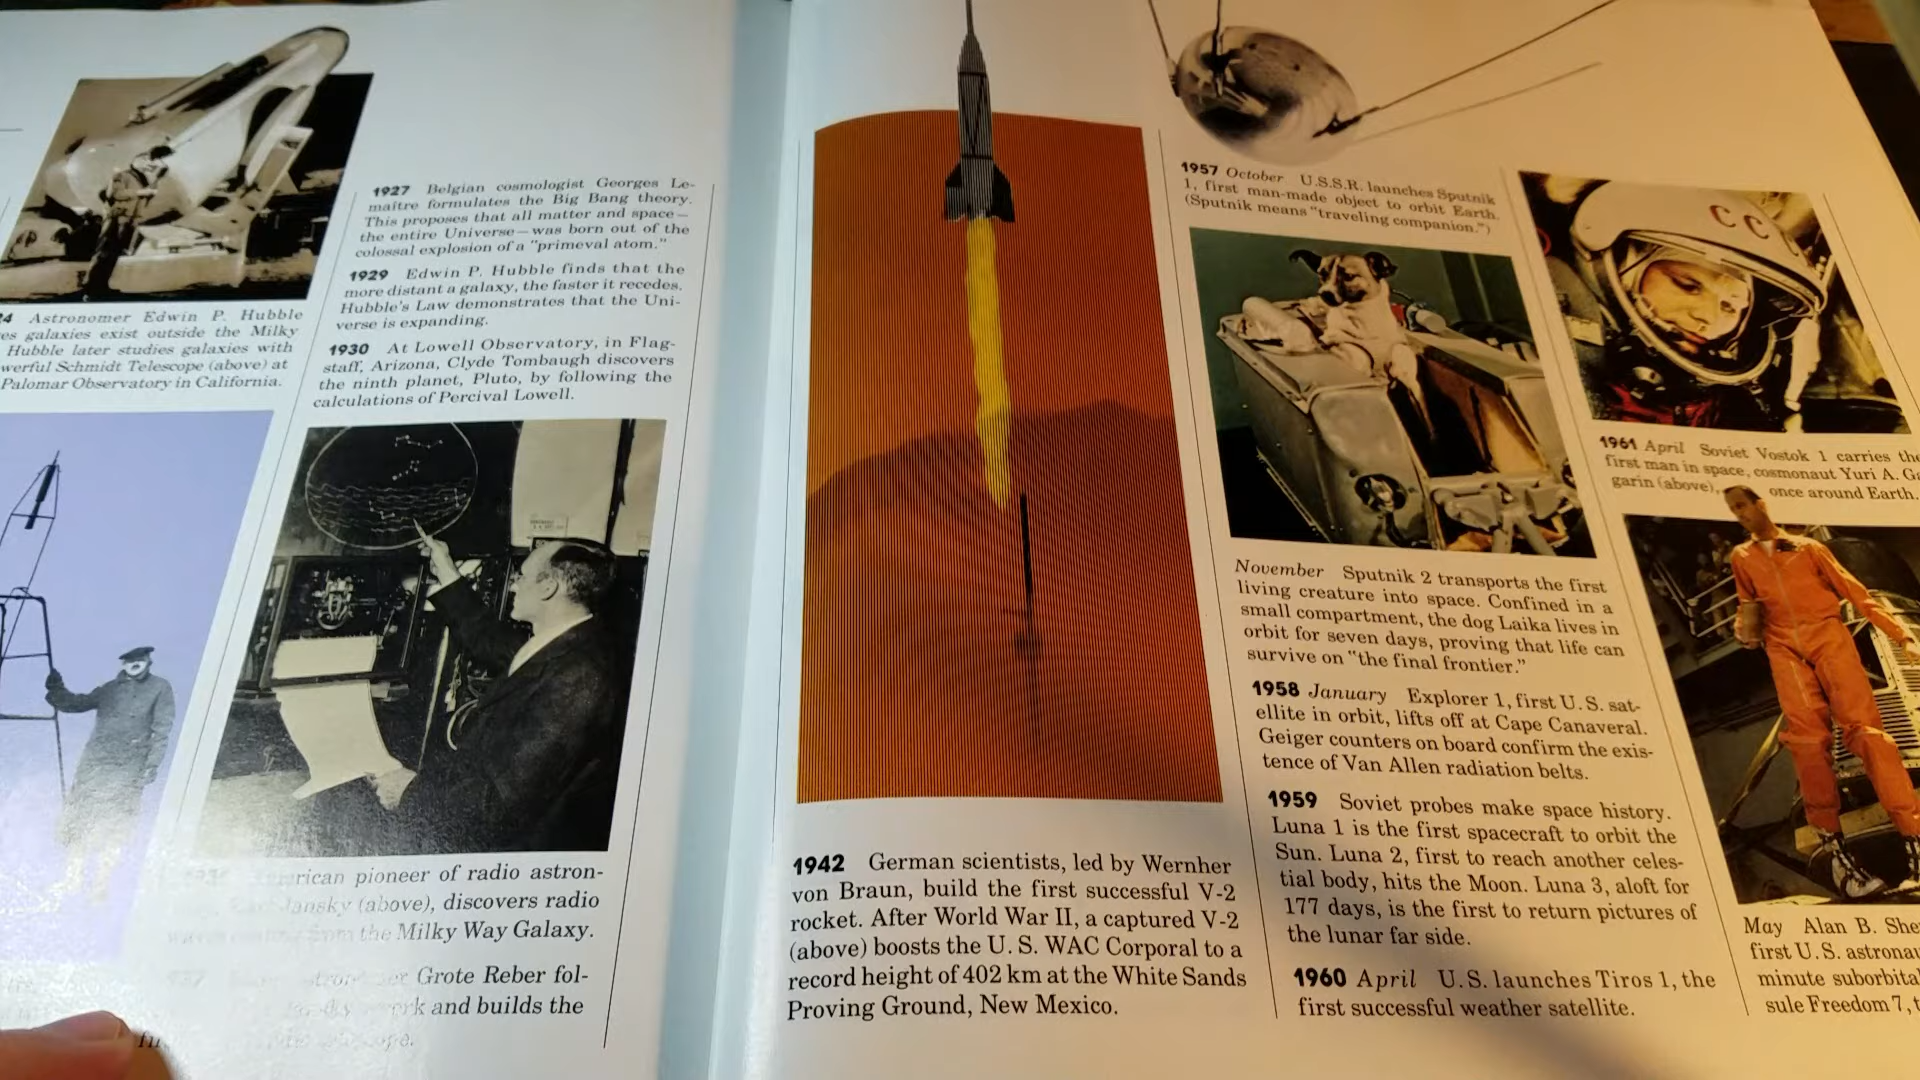 4 Astronomer Edwin P. Hubble
es galaxies exist outside the Milky
Hubble later studies galaxies with
werful Schmidt Telescope (above) at
Palomar Observatory in California.
1927 Belgian cosmologist Georges Le-
maître formulates the Big Bang theory.
This proposes that all matter and space—
the entire Universe—was born out of the
colossal explosion of a "primeval atom."
1929 Edwin P. Hubble finds that the
more distant a galaxy, the faster it recedes.
Hubble's Law demonstrates that the Uni-
verse is expanding.
1930 At Lowell Observatory, in Flag-
staff, Arizona, Clyde Tombaugh discovers
the ninth planet, Pluto, by following the
calculations of Percival Lowell.
rican pioneer of radio astron-
Jansky (above), discovers radio
from the Milky Way Galaxy.
Grote Reber fol-
and builds the
1942 German scientists, led by Wernher
von Braun, build the first successful V-2
rocket. After World War II, a captured V-2
(above) boosts the U.S. WAC Corporal to a
record height of 402 km at the White Sands
Proving Ground, New Mexico.
1957 October U.S.S.R. launches Sputnik
1, first man-made object to orbit Earth.
(Sputnik means "traveling companion.")
November Sputnik 2 transports the first
living creature into space. Confined in a
small compartment, the dog Laika lives in
orbit for seven days, proving that life can
survive on "the final frontier."
1958 January Explorer 1, first U.S. sat-
ellite in orbit, lifts off at Cape Canaveral.
Geiger counters on board confirm the exis-
tence of Van Allen radiation belts.
1959 Soviet probes make space history.
Luna 1 is the first spacecraft to orbit the
Sun. Luna 2, first to reach another celes-
tial body, hits the Moon. Luna 3, aloft for
177 days, is the first to return pictures of
the lunar far side.
1960 April U.S. launches Tiros 1, the
first successful weather satellite.
CC
1961 April Soviet Vostok 1 carries the
first man in space, cosmonaut Yuri A. Ga
garin (above), once around Earth.
May Alan B. She
first U.S. astronau
minute suborbita
sule Freedom 7, t